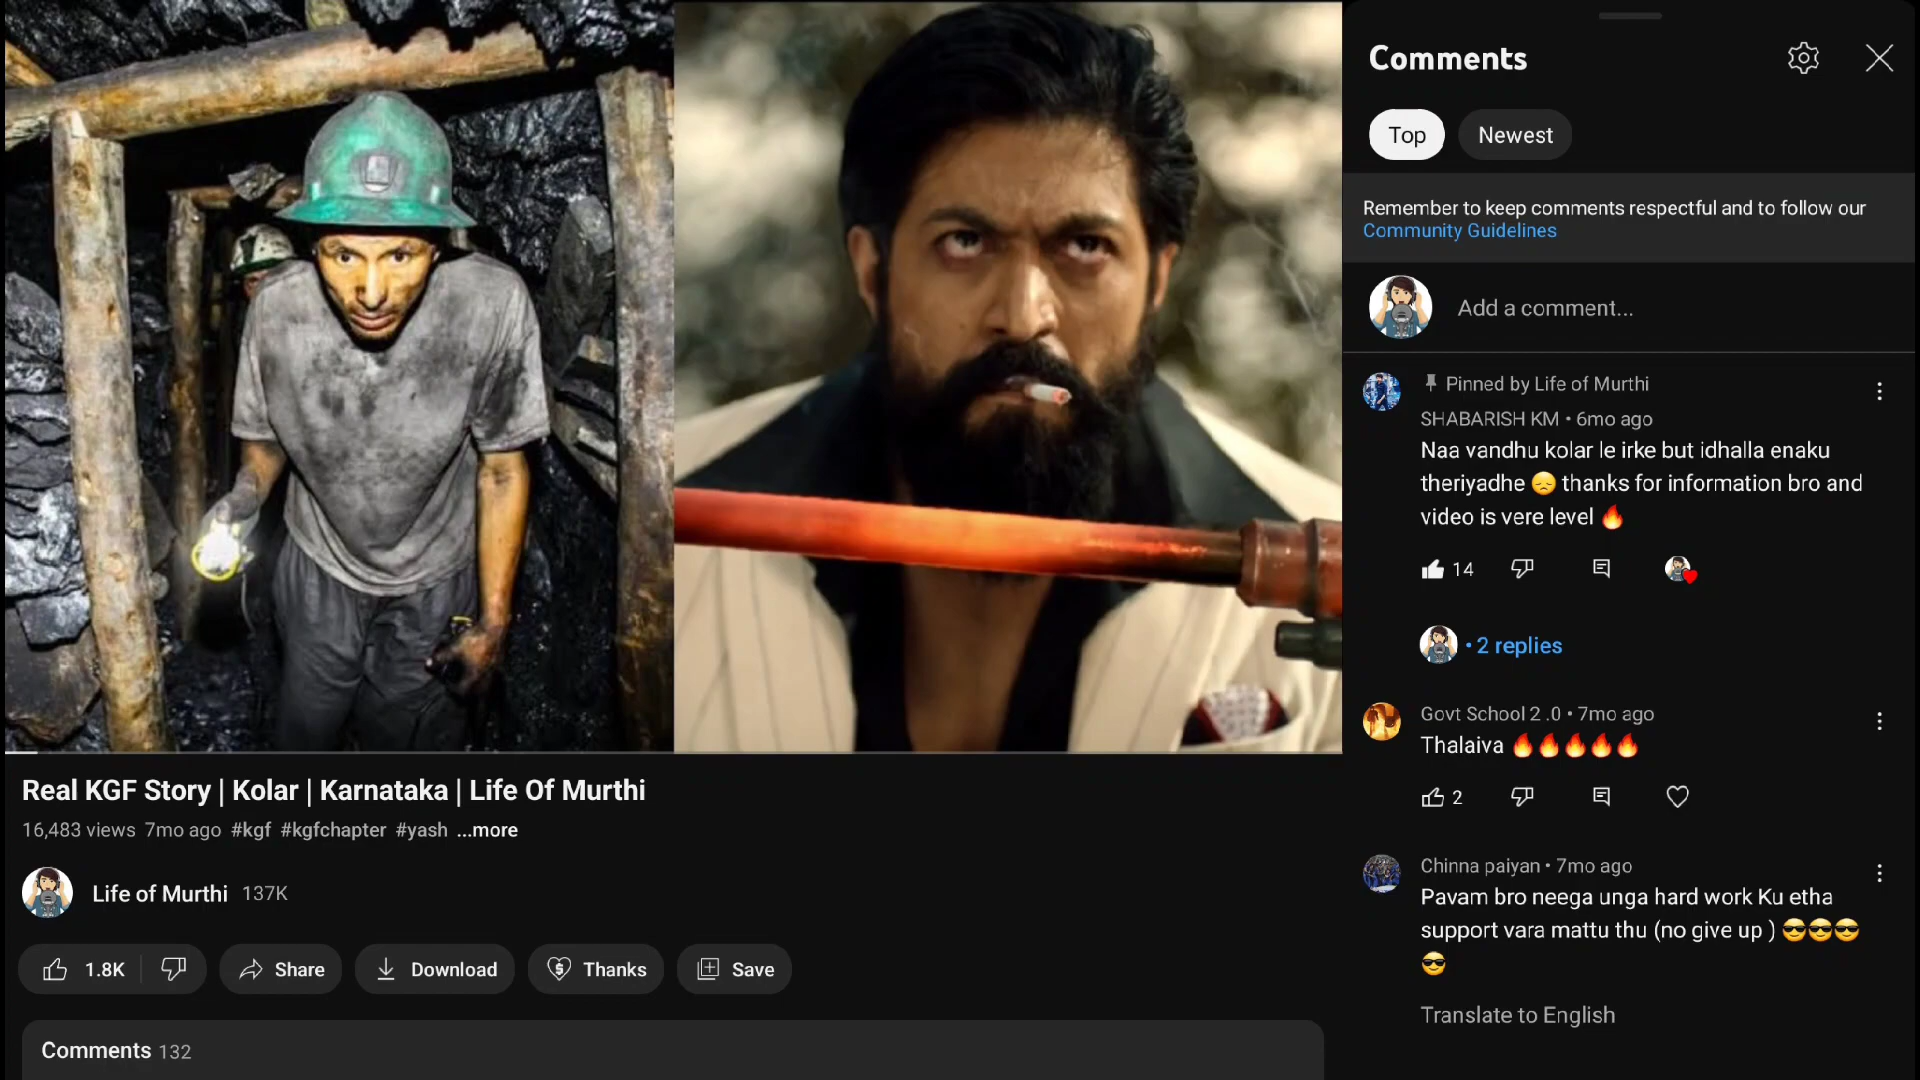 Real KGF Story | Kolar | Karnataka | Life Of Murthi
16,483 views 7mo ago #kgf #kgfchapter #yash ...more
Life of Murthi 137K
1.8K Share Download Thanks Save
Comments 132
Comments
Top Newest
Remember to keep comments respectful and to follow our
Community Guidelines
Add a comment...
Pinned by Life of Murthi
SHABARISH KM • 6mo ago
Naa vandhu kolar le irke but idhalla enaku
theriyadhe 😞 thanks for information bro and
video is vere level 🔥
14
• 2 replies
Govt School 2 .0 • 7mo ago
Thalaiva 🔥🔥🔥🔥🔥
2
Chinna paiyan • 7mo ago
Pavam bro neega unga hard work Ku etha
support vara mattu thu (no give up ) 😎😎😎
😎
Translate to English